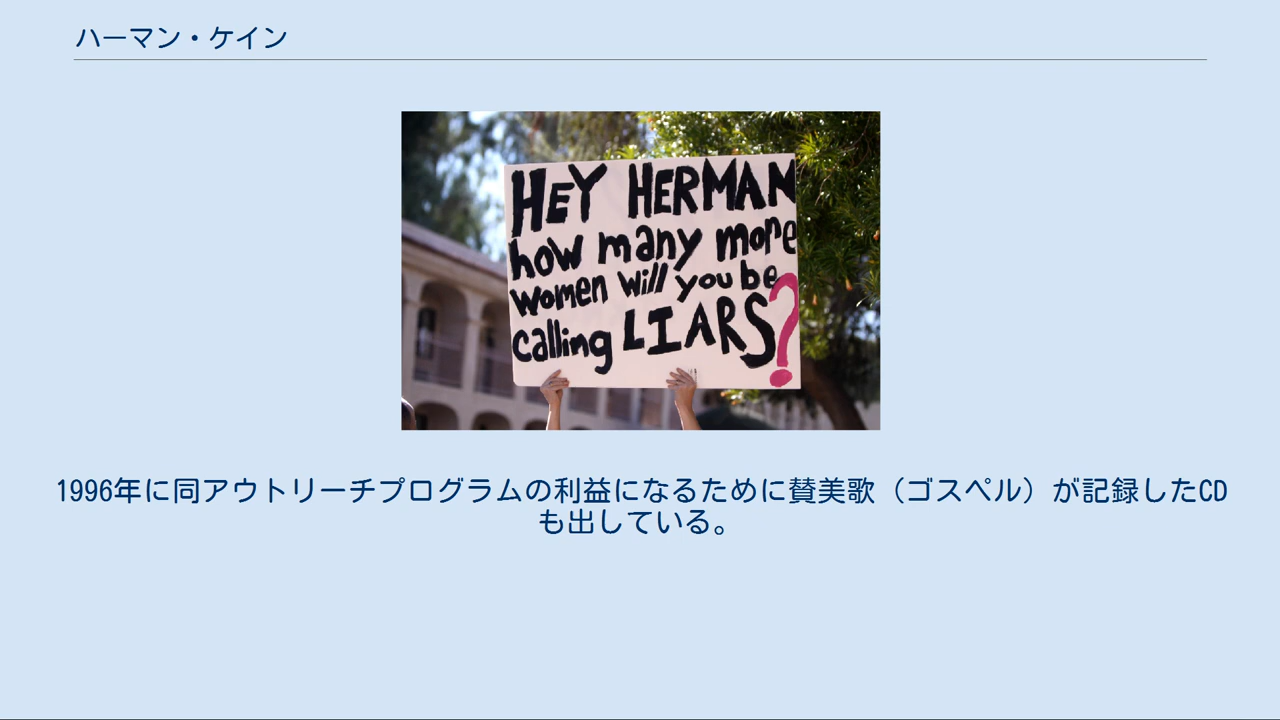 ハーマン・ケイン
HEY HERMAN
how many more
women will you be
calling LIARS?
1996年に同アウトリーチプログラムの利益になるために賛美歌（ゴスペル）が記録したCD
も出している。